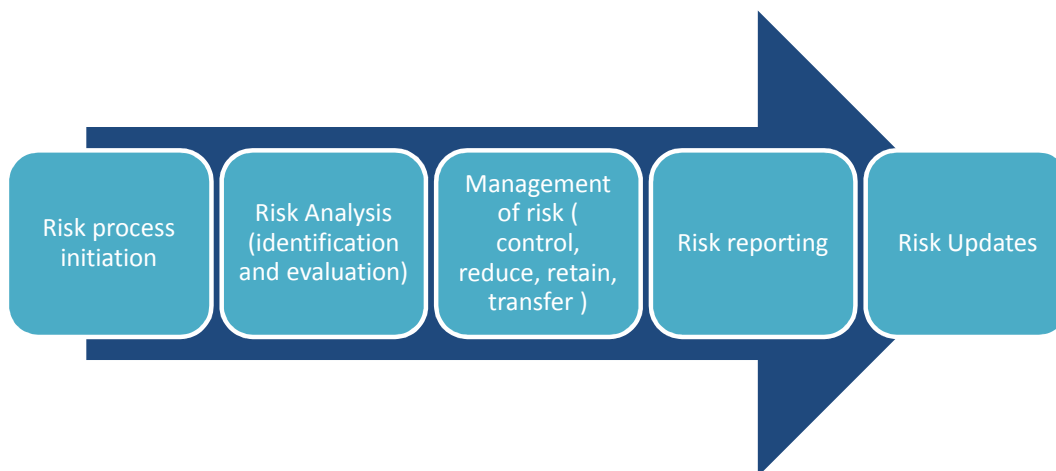 Risk process
initiation
Risk Analysis
(identification
and evaluation)
Management
of risk (
control,
reduce, retain,
transfer )
Risk reporting
Risk Updates